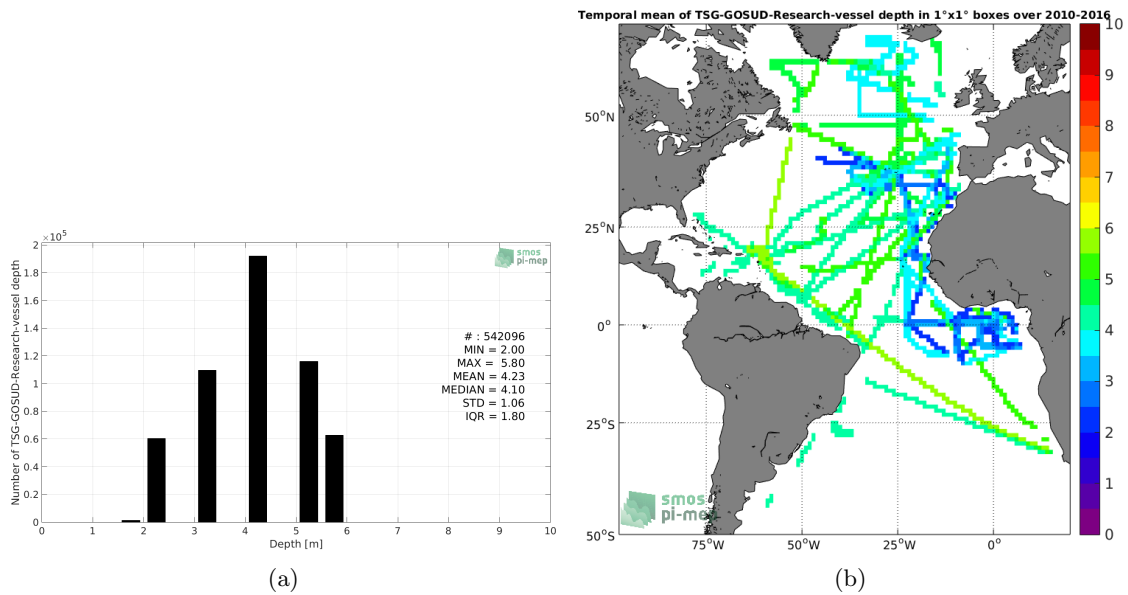 ×10^5
2
1.8
1.6
1.4
1.2
1
0.8
0.6
0.4
0.2
0
Number of TSG-GOSUD-Research-vessel depth
smos
pi-mep
# : 542096
MIN = 2.00
MAX = 5.80
MEAN = 4.23
MEDIAN = 4.10
STD = 1.06
IQR = 1.80
0 1 2 3 4 5 6 7 8 9 10
Depth [m]
(a)
Temporal mean of TSG-GOSUD-Research-vessel depth in 1°x1° boxes over 2010-2016
50°N
25°N
0°
25°S
50°S
75°W 50°W 25°W 0°
smos
pi-mep
10
9
8
7
6
5
4
3
2
1
0
(b)